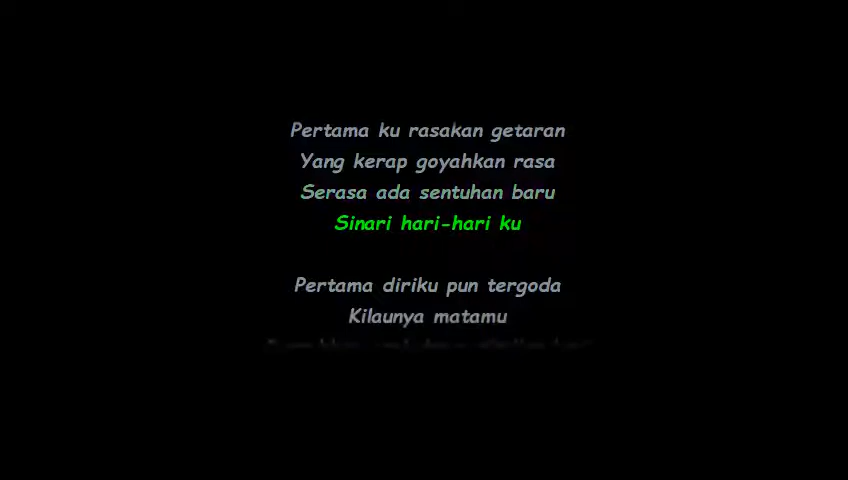 Pertama ku rasakan getaran
Yang kerap goyahkan rasa
Serasa ada sentuhan baru
Sinari hari-hari ku
Pertama diriku pun tergoda
Kilaunya matamu